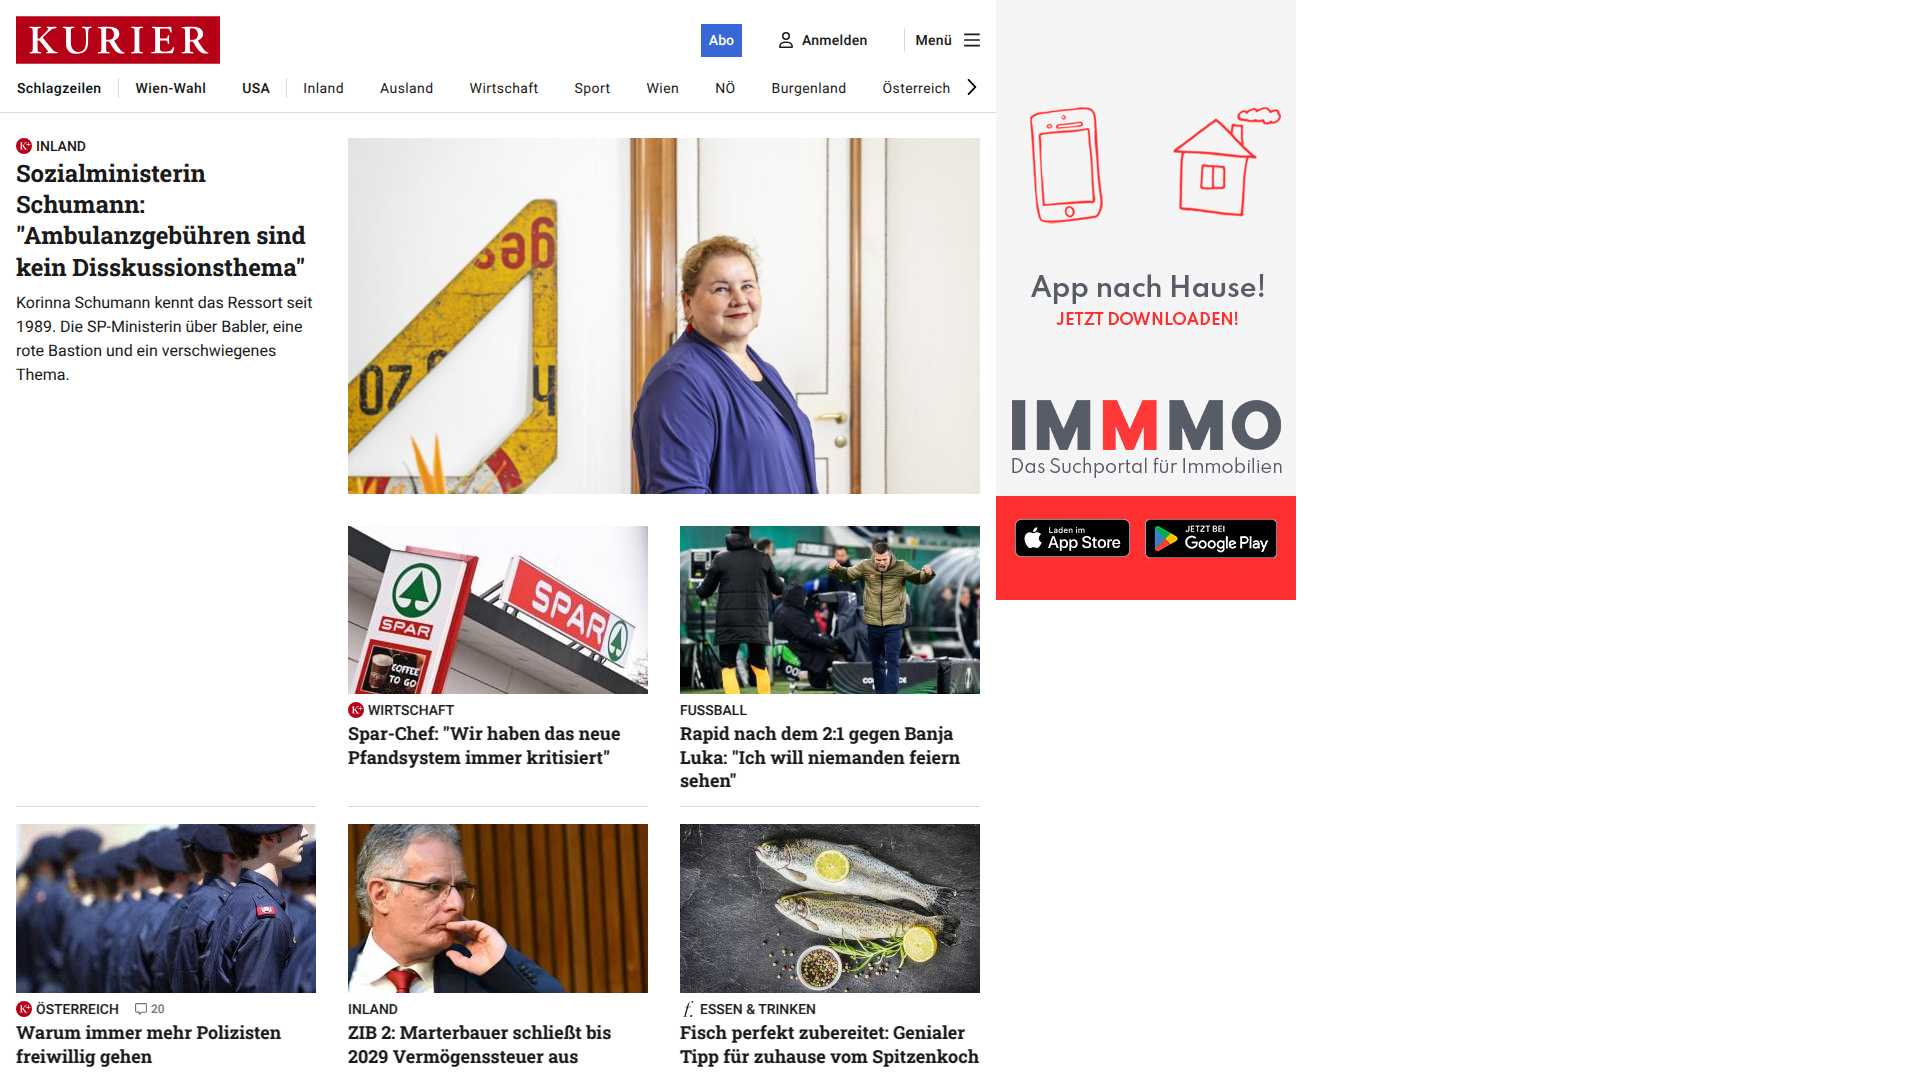 KURIER
Abo
Anmelden
Menü
Schlagzeilen
Wien-Wahl
USA
Inland
Ausland
Wirtschaft
Sport
Wien
NÖ
Burgenland
Österreich
K+ INLAND
Sozialministerin
Schumann:
"Ambulanzgebühren sind
kein Disskussionsthema"
Korinna Schumann kennt das Ressort seit
1989. Die SP-Ministerin über Babler, eine
rote Bastion und ein verschwiegenes
Thema.
SPAR
SPAR
COFFEE
TO GO
K+ WIRTSCHAFT
Spar-Chef: "Wir haben das neue
Pfandsystem immer kritisiert"
FUSSBALL
Rapid nach dem 2:1 gegen Banja
Luka: "Ich will niemanden feiern
sehen"
K+ ÖSTERREICH 20
Warum immer mehr Polizisten
freiwillig gehen
INLAND
ZIB 2: Marterbauer schließt bis
2029 Vermögenssteuer aus
f. ESSEN & TRINKEN
Fisch perfekt zubereitet: Genialer
Tipp für zuhause vom Spitzenkoch
App nach Hause!
JETZT DOWNLOADEN!
IMMMO
Das Suchportal für Immobilien
Laden im
App Store
JETZT BEI
Google Play